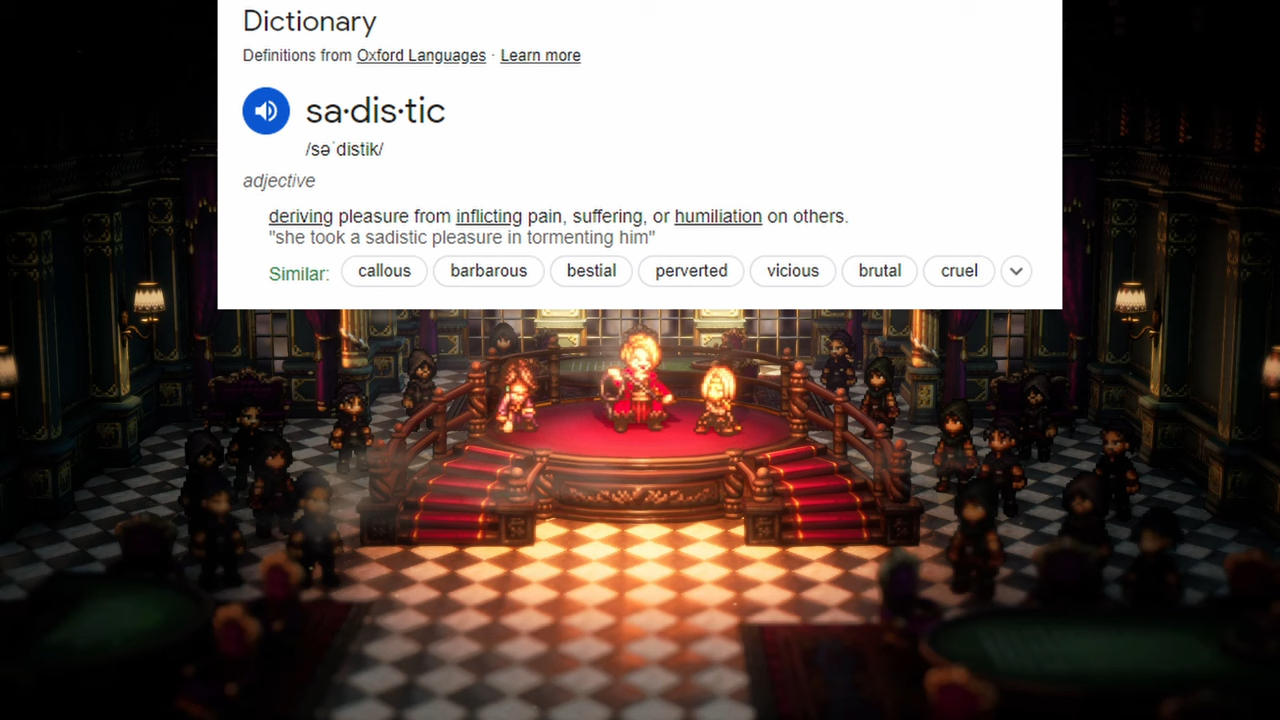 Dictionary
Definitions from Oxford Languages · Learn more
sa·dis·tic
/səˈdistik/
adjective
deriving pleasure from inflicting pain, suffering, or humiliation on others.
"she took a sadistic pleasure in tormenting him"
Similar: callous barbarous bestial perverted vicious brutal cruel